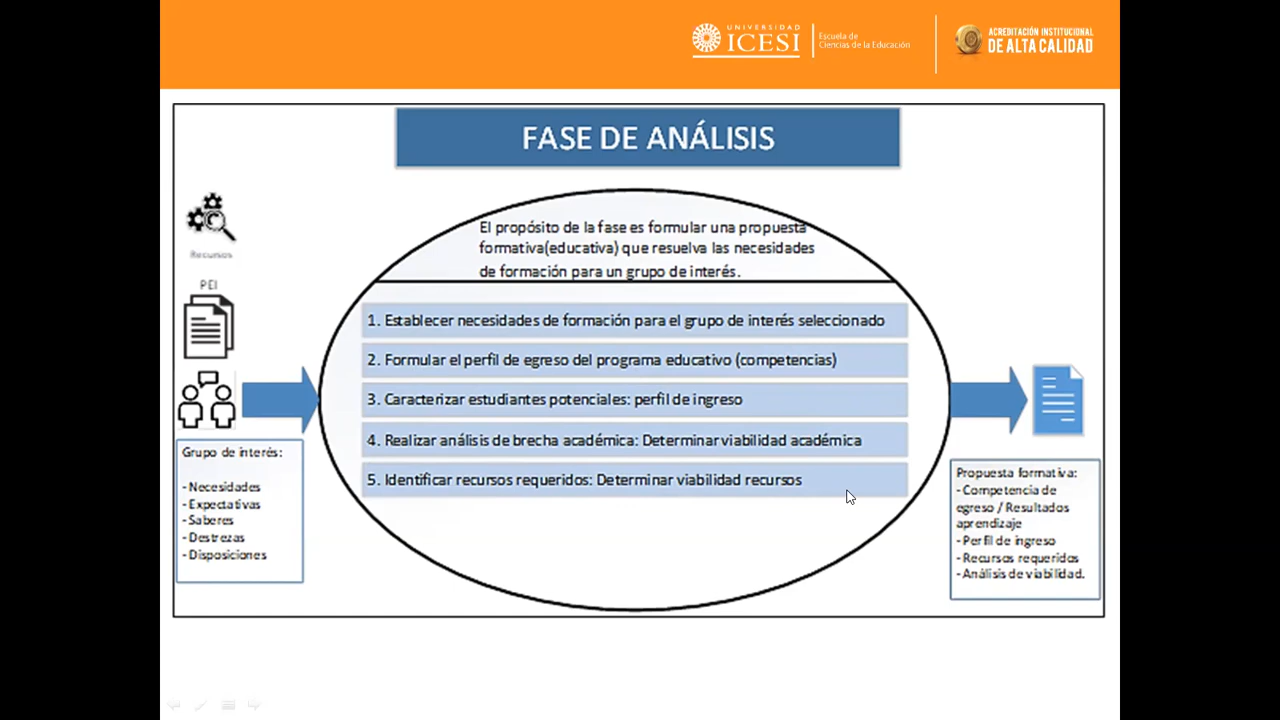 UNIVERSIDAD
ICESI
Escuela de
Ciencias de la Educación
ACREDITACIÓN INSTITUCIONAL
DE ALTA CALIDAD
FASE DE ANÁLISIS
El propósito de la fase es formular una propuesta
formativa(educativa) que resuelva las necesidades
de formación para un grupo de interés.
Recursos
PEI
1. Establecer necesidades de formación para el grupo de interés seleccionado
2. Formular el perfil de egreso del programa educativo (competencias)
3. Caracterizar estudiantes potenciales: perfil de ingreso
4. Realizar análisis de brecha académica: Determinar viabilidad académica
5. Identificar recursos requeridos: Determinar viabilidad recursos
Grupo de interés:
-Necesidades
-Expectativas
-Saberes
-Destrezas
-Disposiciones
Propuesta formativa:
-Competencia de
egreso / Resultados
aprendizaje
-Perfil de ingreso
-Recursos requeridos
-Análisis de viabilidad.